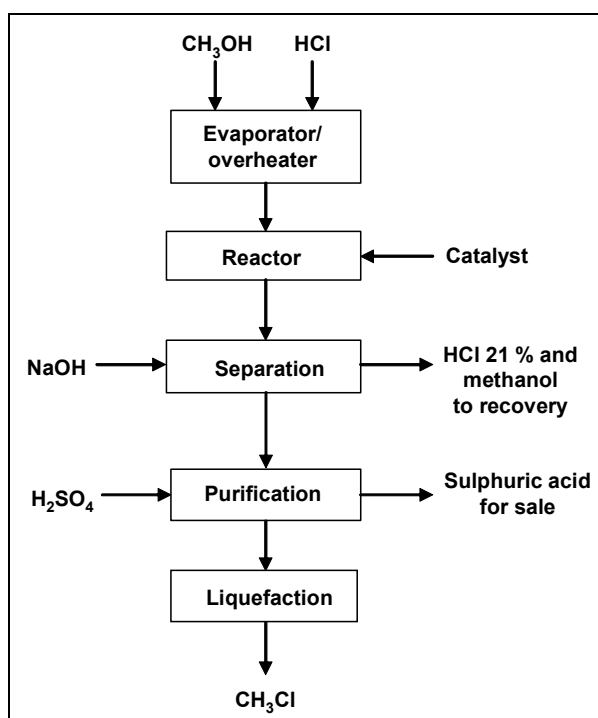 CH3OH HCl
Evaporator/
overheater
Reactor
Catalyst
NaOH
Separation
HCl 21 % and
methanol
to recovery
H2SO4
Purification
Sulphuric acid
for sale
Liquefaction
CH3Cl